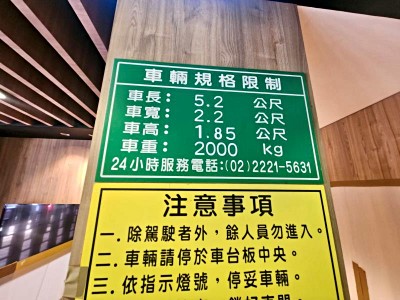 車輛規格限制
車長： 5.2 公尺
車寬： 2.2 公尺
車高： 1.85 公尺
車重： 2000 kg
24小時服務電話：(02)2221-5631
注意事項
一. 除駕駛者外，餘人員勿進入。
二. 車輛請停於車台板中央。
三. 依指示燈號，停妥車輛。